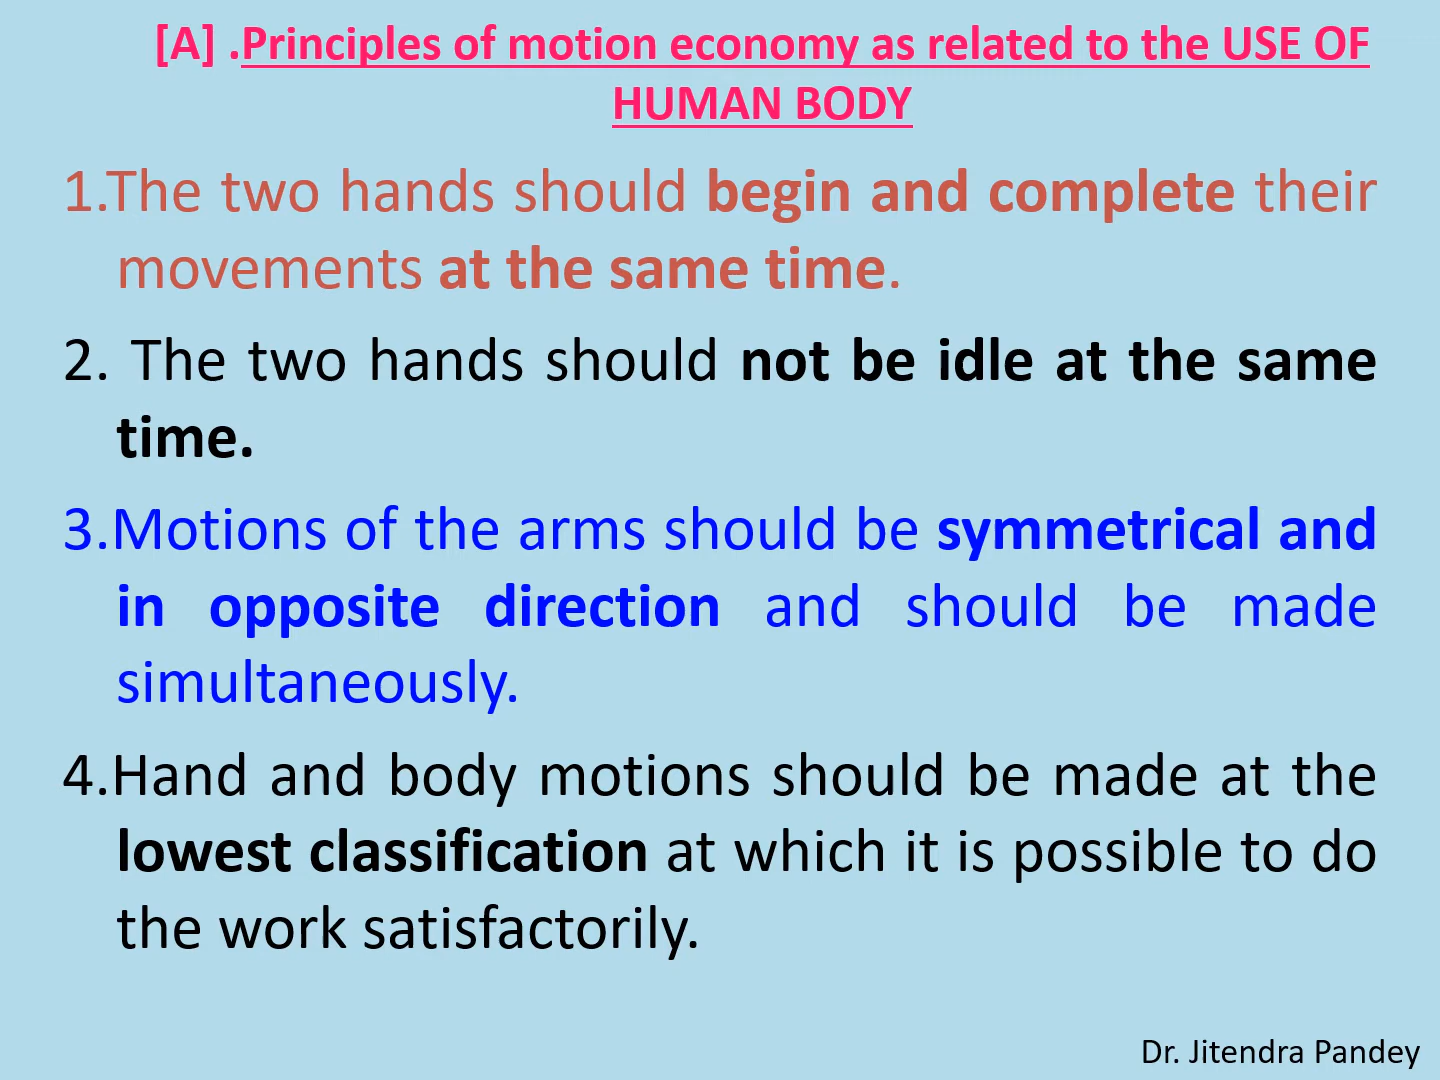 [A] .Principles of motion economy as related to the USE OF
HUMAN BODY
1.The two hands should begin and complete their
movements at the same time.
2. The two hands should not be idle at the same
time.
3.Motions of the arms should be symmetrical and
in opposite direction and should be made
simultaneously.
4.Hand and body motions should be made at the
lowest classification at which it is possible to do
the work satisfactorily.
Dr. Jitendra Pandey